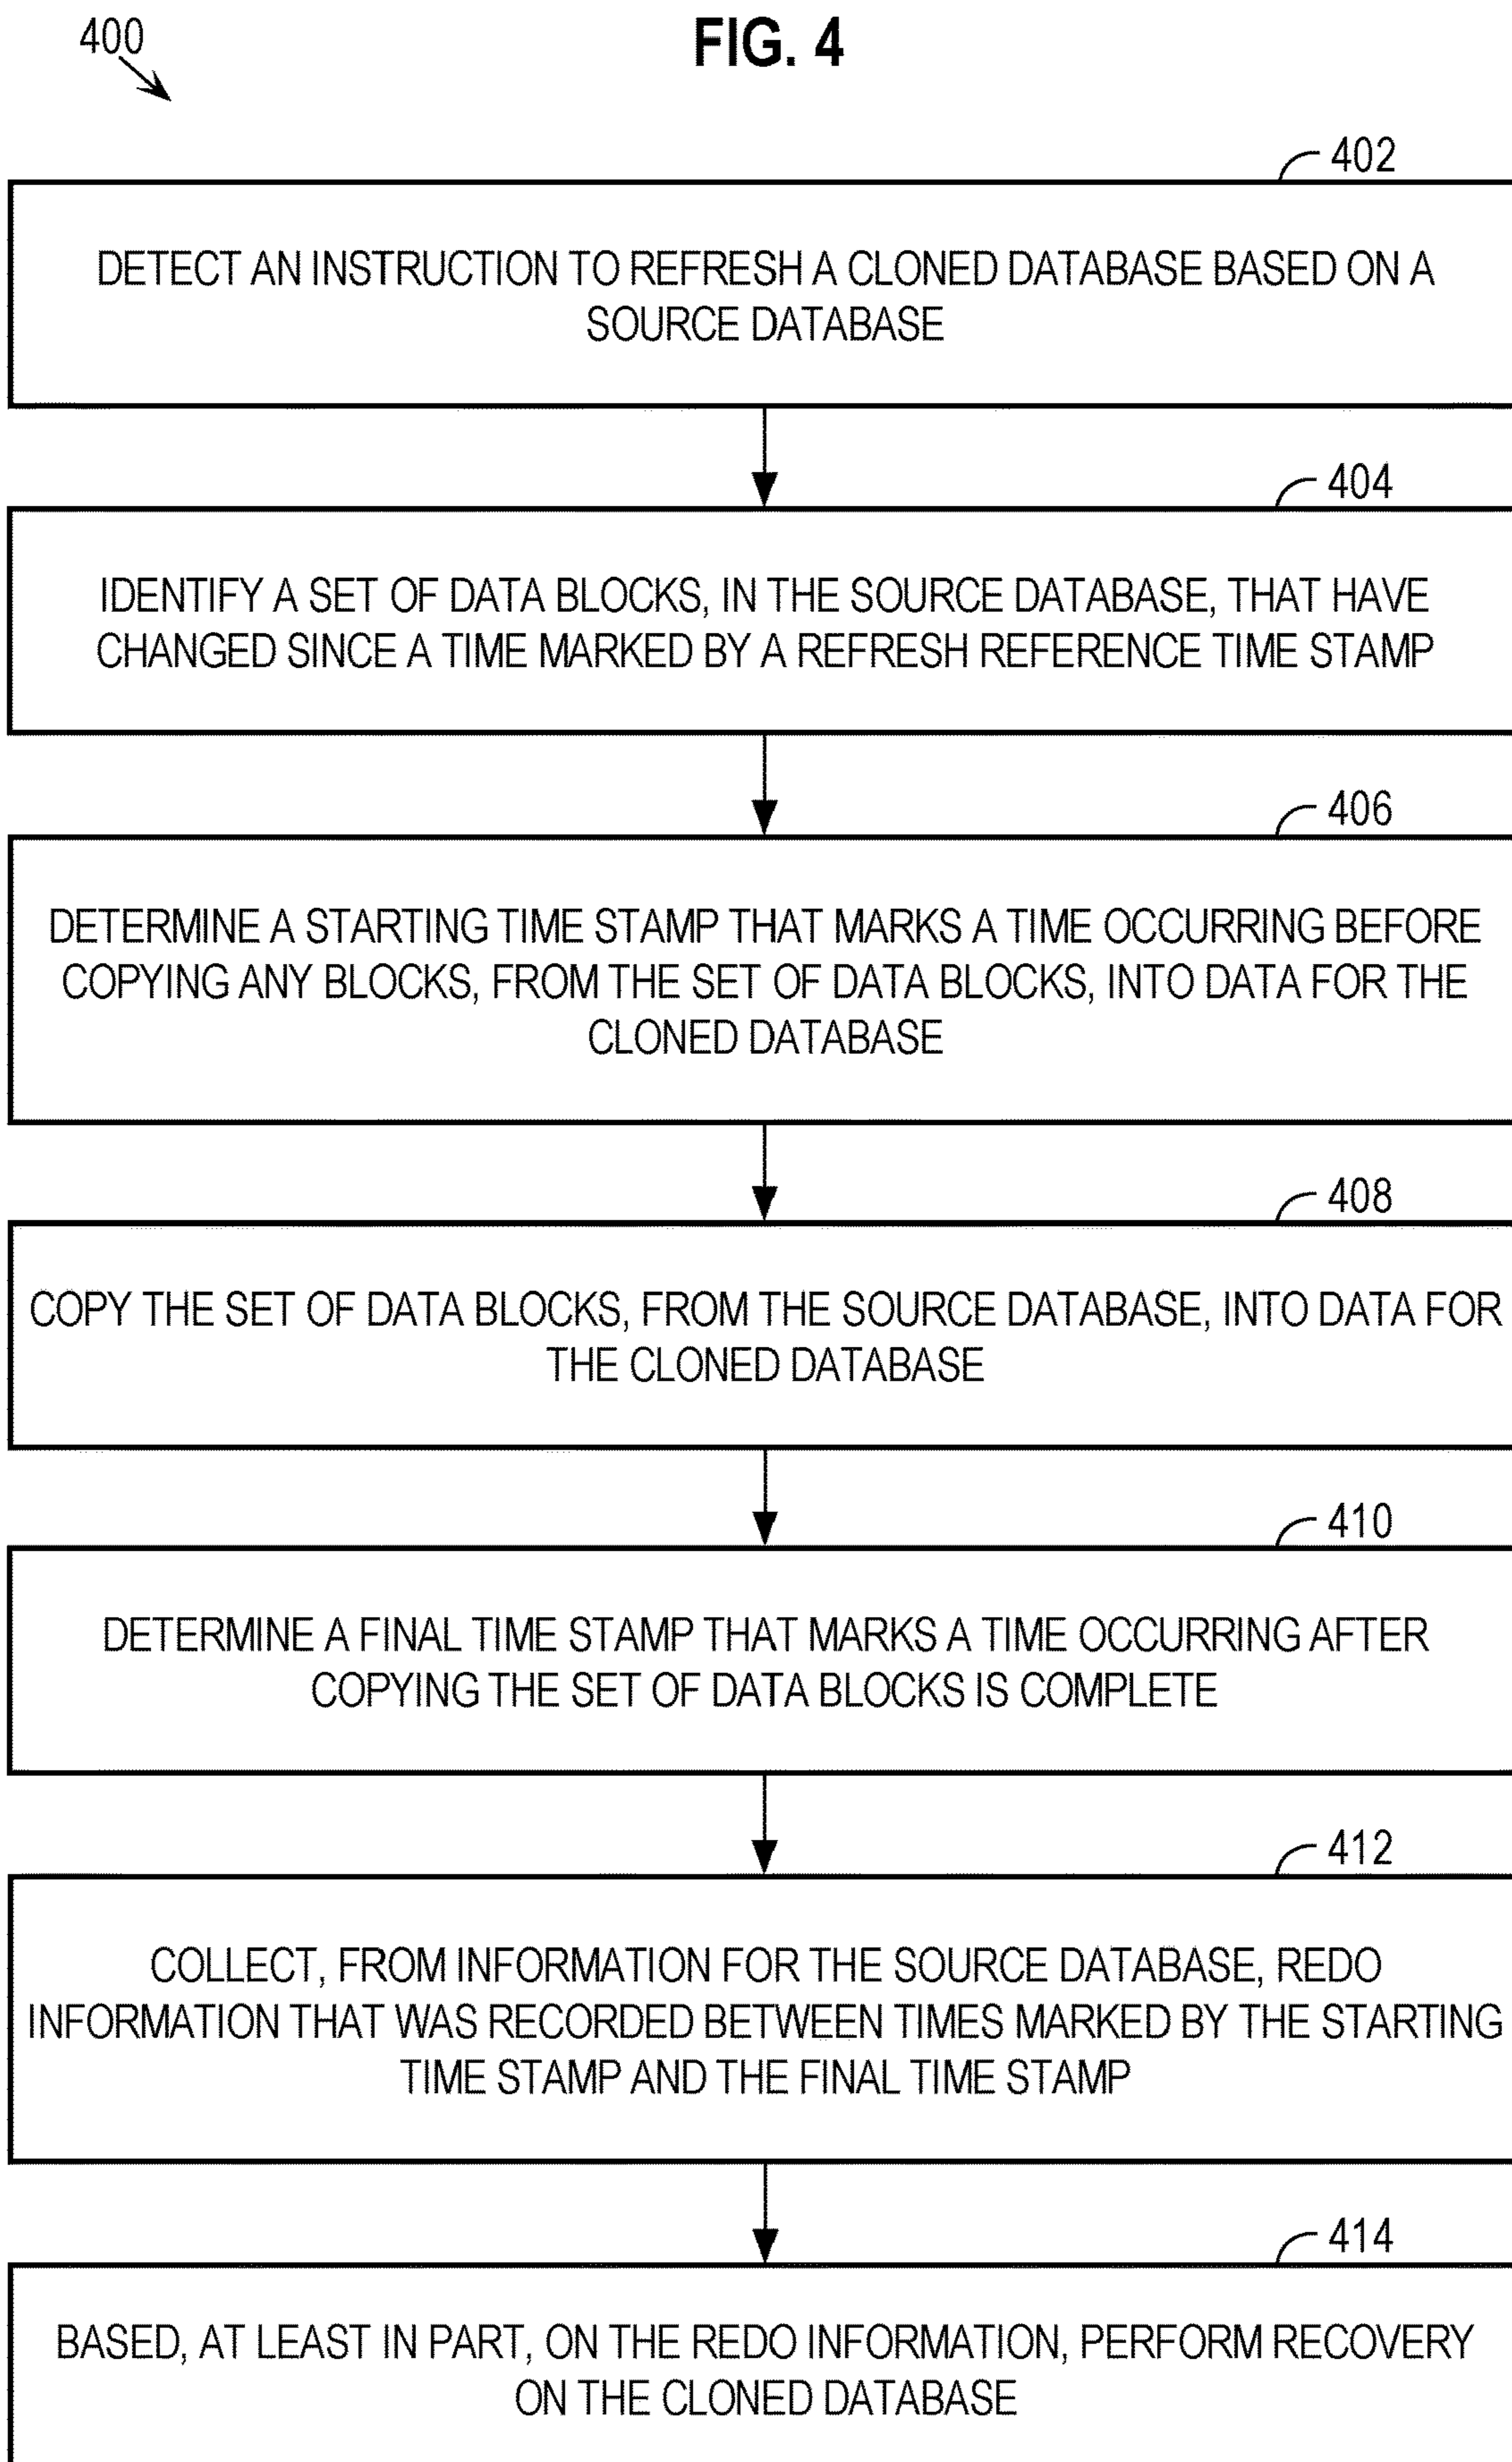 400
FIG. 4
402
DETECT AN INSTRUCTION TO REFRESH A CLONED DATABASE BASED ON A
SOURCE DATABASE
404
IDENTIFY A SET OF DATA BLOCKS, IN THE SOURCE DATABASE, THAT HAVE
CHANGED SINCE A TIME MARKED BY A REFRESH REFERENCE TIME STAMP
406
DETERMINE A STARTING TIME STAMP THAT MARKS A TIME OCCURRING BEFORE
COPYING ANY BLOCKS, FROM THE SET OF DATA BLOCKS, INTO DATA FOR THE
CLONED DATABASE
408
COPY THE SET OF DATA BLOCKS, FROM THE SOURCE DATABASE, INTO DATA FOR
THE CLONED DATABASE
410
DETERMINE A FINAL TIME STAMP THAT MARKS A TIME OCCURRING AFTER
COPYING THE SET OF DATA BLOCKS IS COMPLETE
412
COLLECT, FROM INFORMATION FOR THE SOURCE DATABASE, REDO
INFORMATION THAT WAS RECORDED BETWEEN TIMES MARKED BY THE STARTING
TIME STAMP AND THE FINAL TIME STAMP
414
BASED, AT LEAST IN PART, ON THE REDO INFORMATION, PERFORM RECOVERY
ON THE CLONED DATABASE